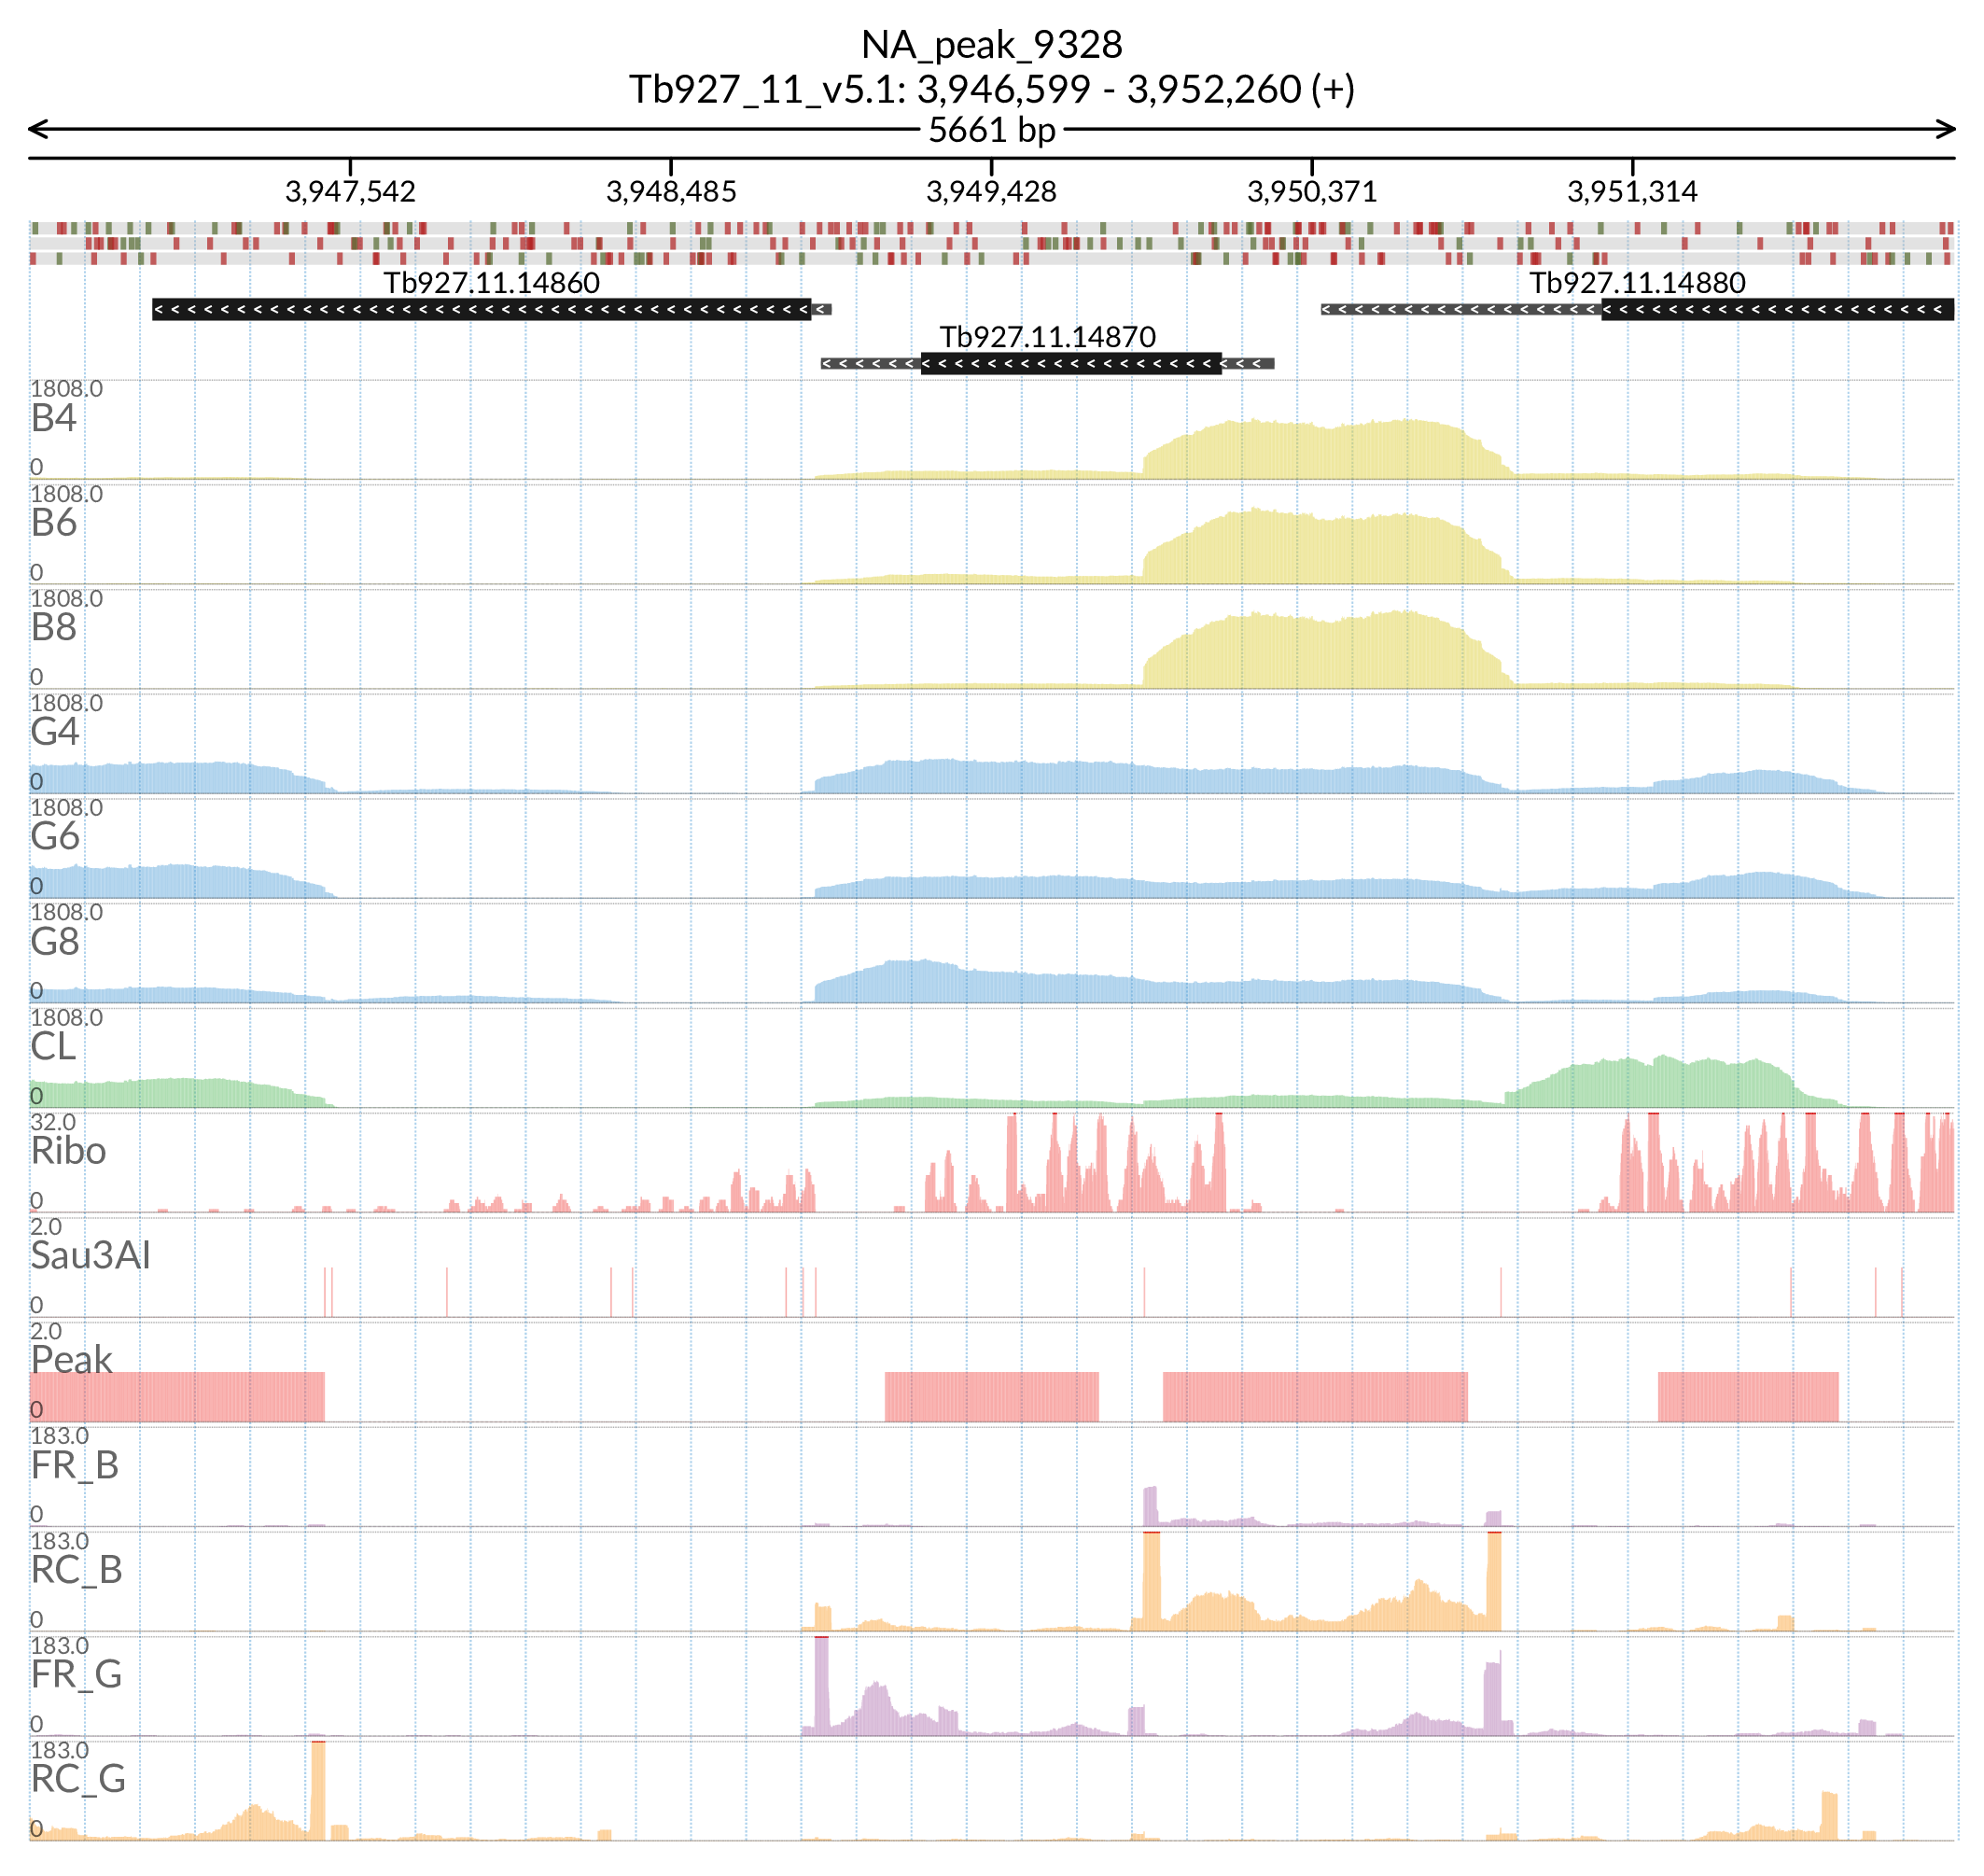 NA_peak_9328
Tb927_11_v5.1: 3,946,599 - 3,952,260 (+)
5661 bp
3,947,542 3,948,485 3,949,428 3,950,371 3,951,314
Tb927.11.14860 Tb927.11.14880
Tb927.11.14870
1808.0
B4
0
1808.0
B6
0
1808.0
B8
0
1808.0
G4
0
1808.0
G6
0
1808.0
G8
0
1808.0
CL
0
32.0
Ribo
0
2.0
Sau3AI
0
2.0
Peak
0
183.0
FR_B
0
183.0
RC_B
0
183.0
FR_G
0
183.0
RC_G
0